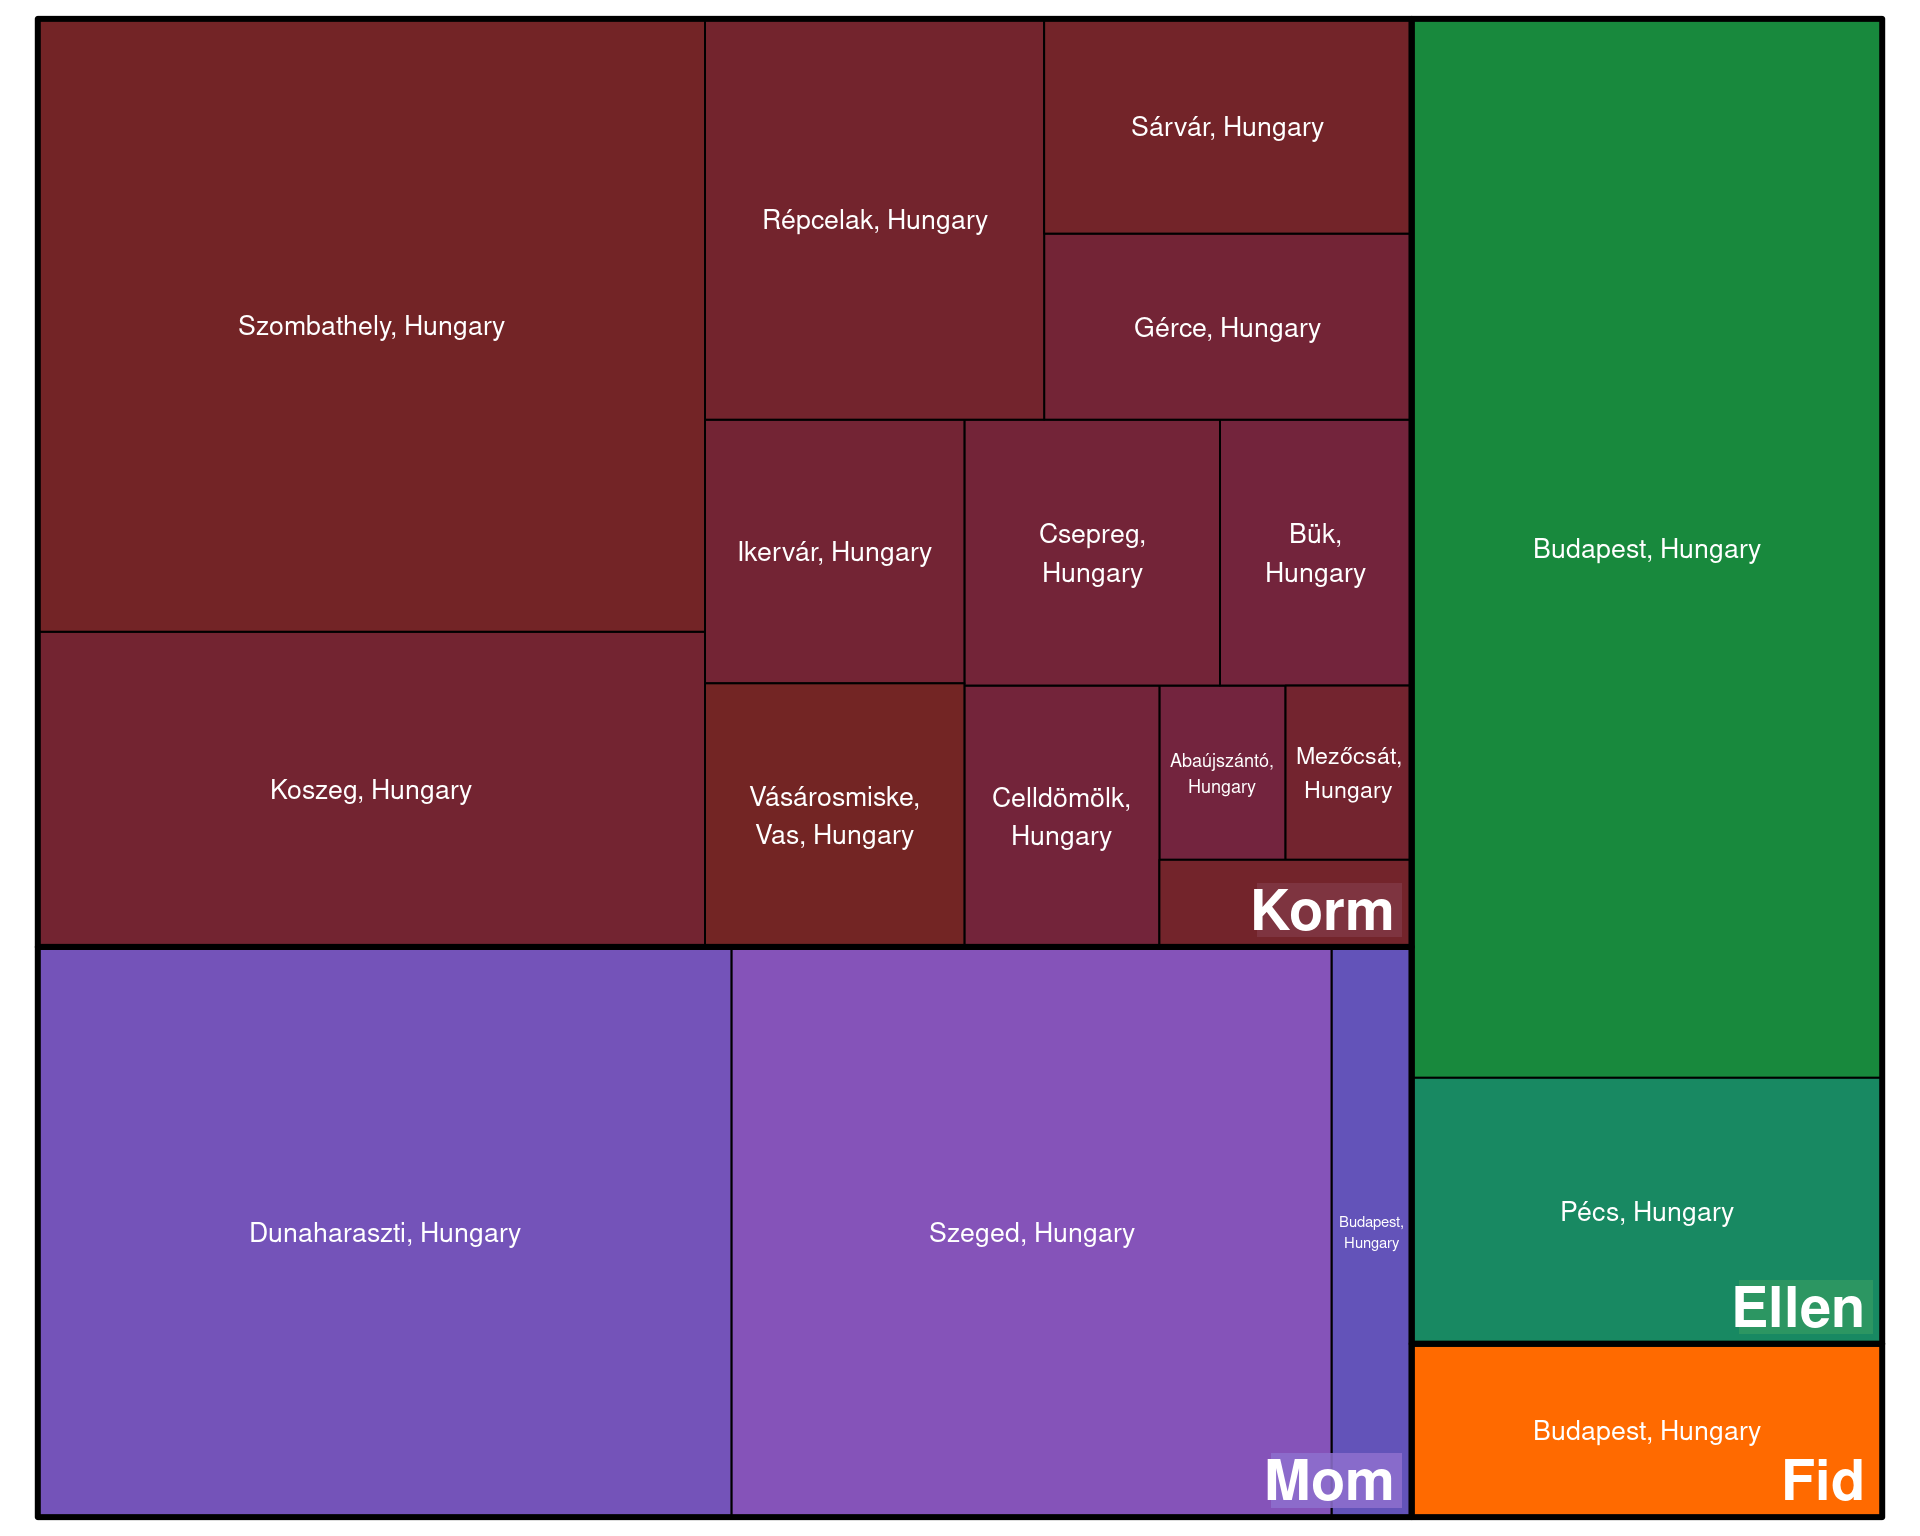 Szombathely, Hungary
Koszeg, Hungary
Répcelak, Hungary
Sárvár, Hungary
Gérce, Hungary
Ikervár, Hungary
Csepreg,
Hungary
Bük,
Hungary
Vásárosmiske,
Vas, Hungary
Celldömölk,
Hungary
Abaújszántó,
Hungary
Mezőcsát,
Hungary
Korm
Dunaharaszti, Hungary
Szeged, Hungary
Budapest,
Hungary
Mom
Budapest, Hungary
Pécs, Hungary
Ellen
Budapest, Hungary
Fid